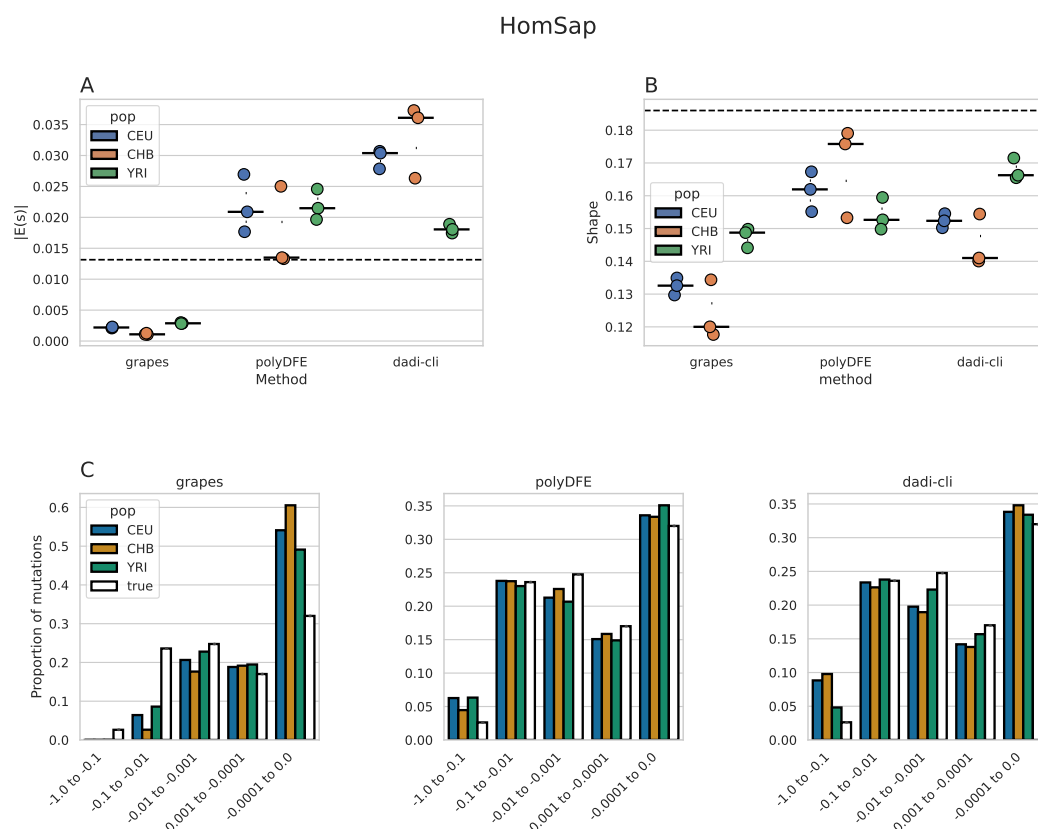 HomSap
A
B
pop
CEU
CHB
YRI
|E(s)|
0.035
0.030
0.025
0.020
0.015
0.010
0.005
0.000
grapes
polyDFE
dadi-cli
Method
pop
CEU
CHB
YRI
Shape
0.18
0.17
0.16
0.15
0.14
0.13
0.12
grapes
polyDFE
dadi-cli
method
C
grapes
pop
CEU
CHB
YRI
true
Proportion of mutations
0.6
0.5
0.4
0.3
0.2
0.1
0.0
-1.0 to -0.1
-0.1 to -0.01
-0.01 to -0.001
0.001 to -0.0001
-0.0001 to 0.0
polyDFE
0.35
0.30
0.25
0.20
0.15
0.10
0.05
0.00
-1.0 to -0.1
-0.1 to -0.01
-0.01 to -0.001
0.001 to -0.0001
-0.0001 to 0.0
dadi-cli
0.35
0.30
0.25
0.20
0.15
0.10
0.05
0.00
-1.0 to -0.1
-0.1 to -0.01
-0.01 to -0.001
0.001 to -0.0001
-0.0001 to 0.0